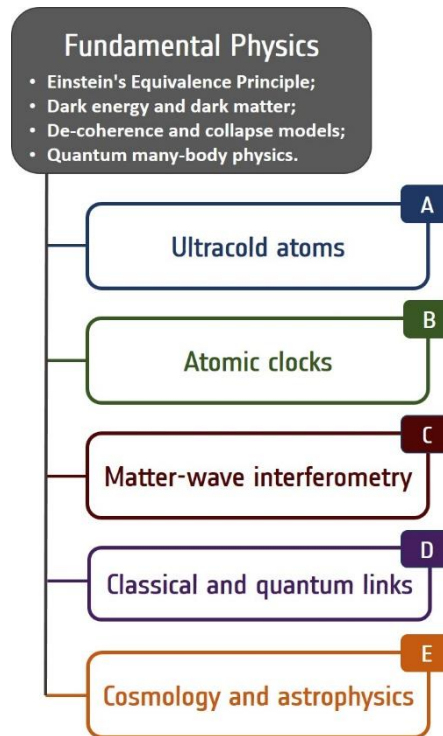 Fundamental Physics
• Einstein's Equivalence Principle;
• Dark energy and dark matter;
• De-coherence and collapse models;
• Quantum many-body physics.
A
Ultracold atoms
B
Atomic clocks
C
Matter-wave interferometry
D
Classical and quantum links
E
Cosmology and astrophysics